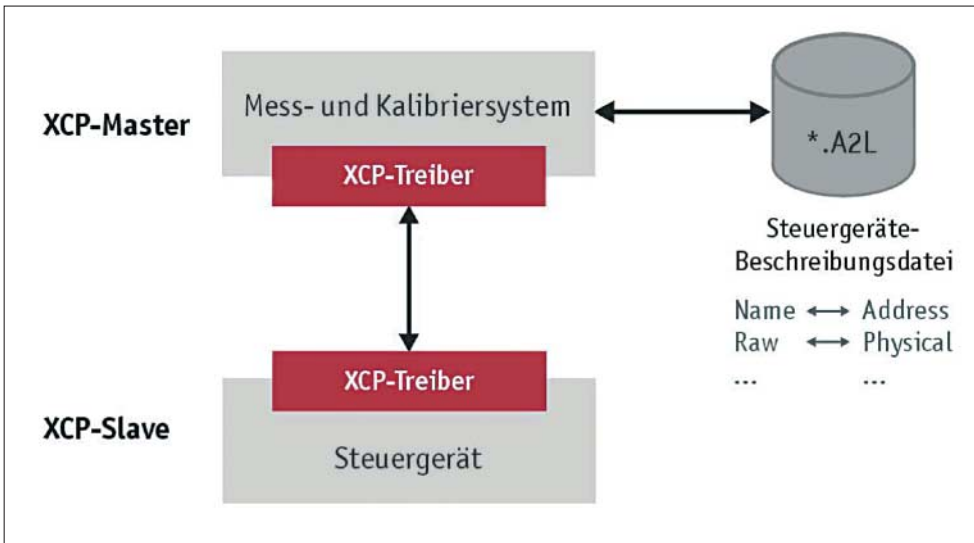 XCP-Master
Mess- und Kalibriersystem
XCP-Treiber
*.A2L
Steuergeräte-
Beschreibungsdatei
Name ↔ Address
Raw ↔ Physical
... ...
XCP-Treiber
XCP-Slave
Steuergerät